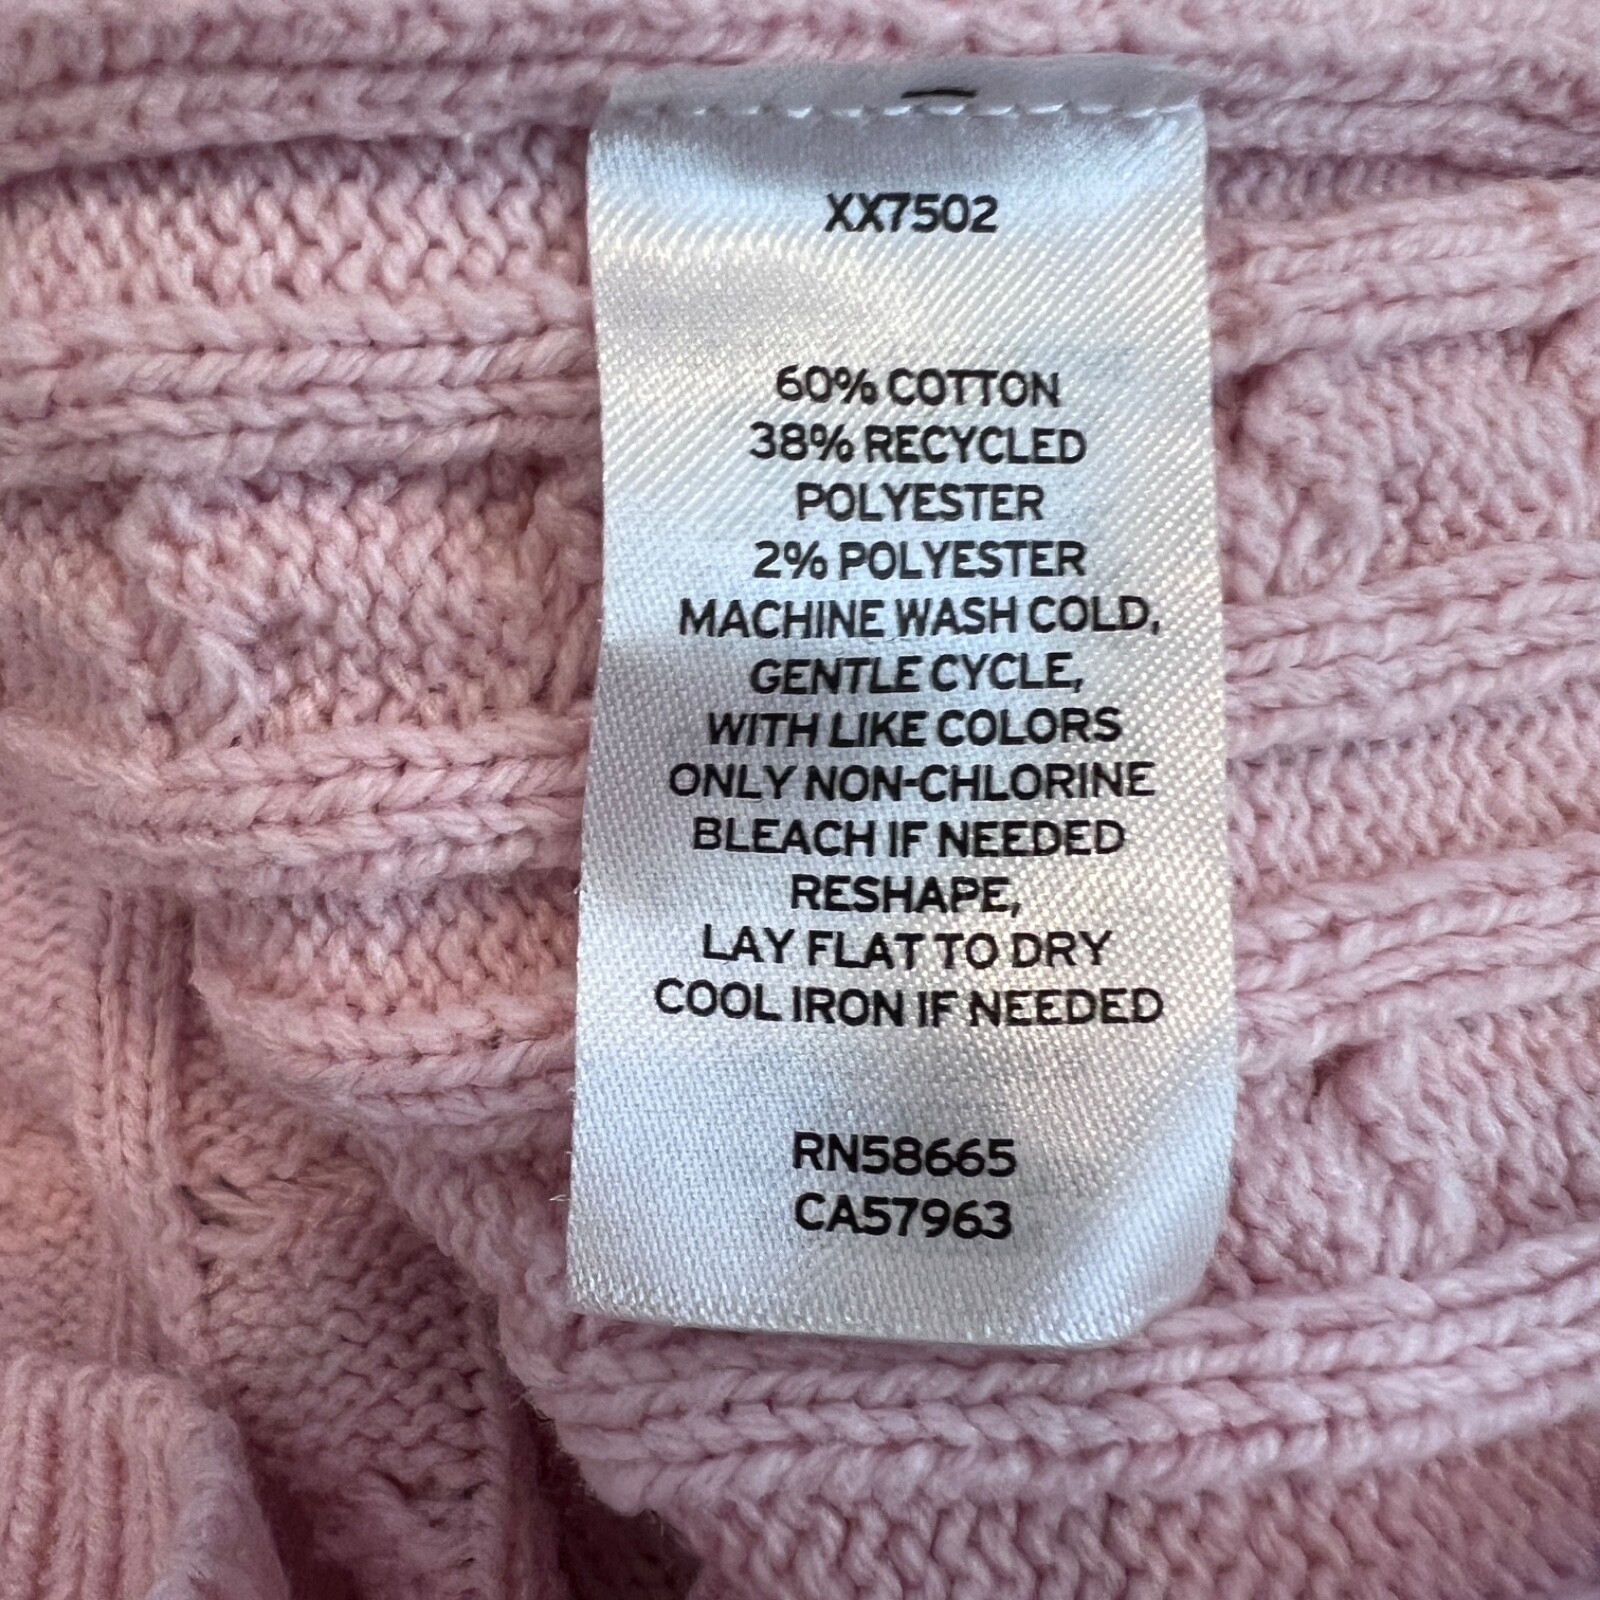 XX7502
60% COTTON
38% RECYCLED
POLYESTER
2% POLYESTER
MACHINE WASH COLD,
GENTLE CYCLE,
WITH LIKE COLORS
ONLY NON-CHLORINE
BLEACH IF NEEDED
RESHAPE,
LAY FLAT TO DRY
COOL IRON IF NEEDED
RN58665
CA57963